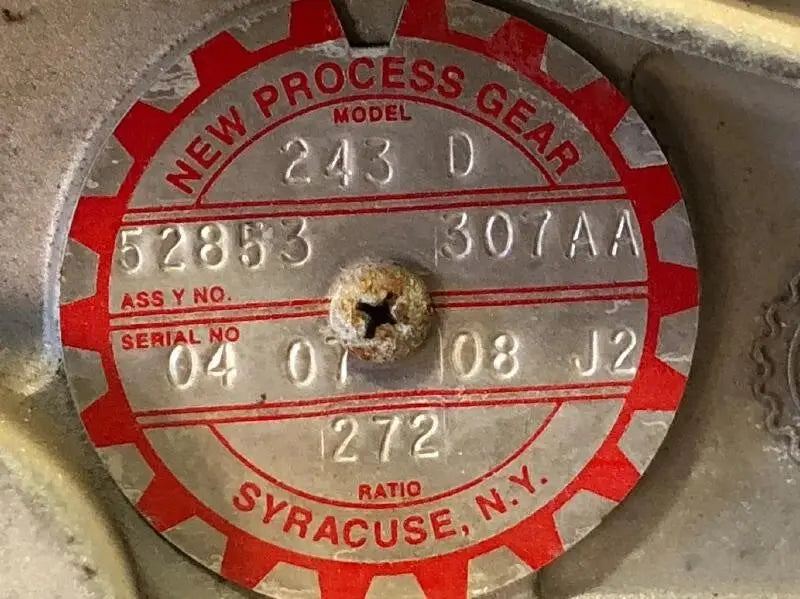 NEW PROCESS GEAR
MODEL
243 D
52853 307AA
ASS Y NO.
SERIAL NO
04 07 08 J2
272
RATIO
SYRACUSE, N.Y.